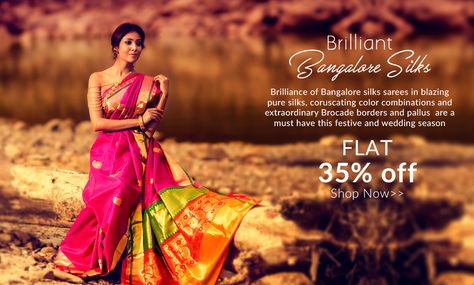 Brilliant
Bangalore Silks
Brilliance of Bangalore silks sarees in blazing
pure silks, coruscating color combinations and
extraordinary Brocade borders and pallus are a
must have this festive and wedding season
FLAT
35% off
Shop Now>>